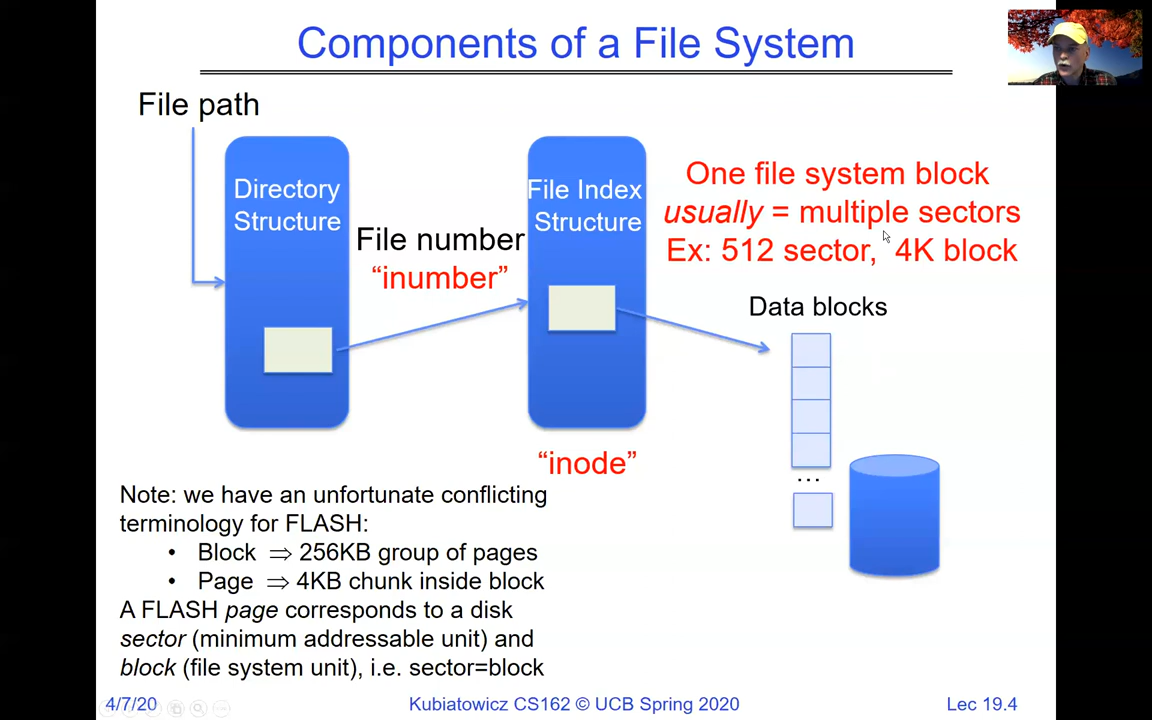 Components of a File System
File path
Directory
Structure
File number
“inumber”
File Index
Structure
“inode”
One file system block
usually = multiple sectors
Ex: 512 sector, 4K block
Data blocks
...
Note: we have an unfortunate conflicting
terminology for FLASH:
• Block ⇒ 256KB group of pages
• Page ⇒ 4KB chunk inside block
A FLASH page corresponds to a disk
sector (minimum addressable unit) and
block (file system unit), i.e. sector=block
4/7/20
Kubiatowicz CS162 © UCB Spring 2020
Lec 19.4